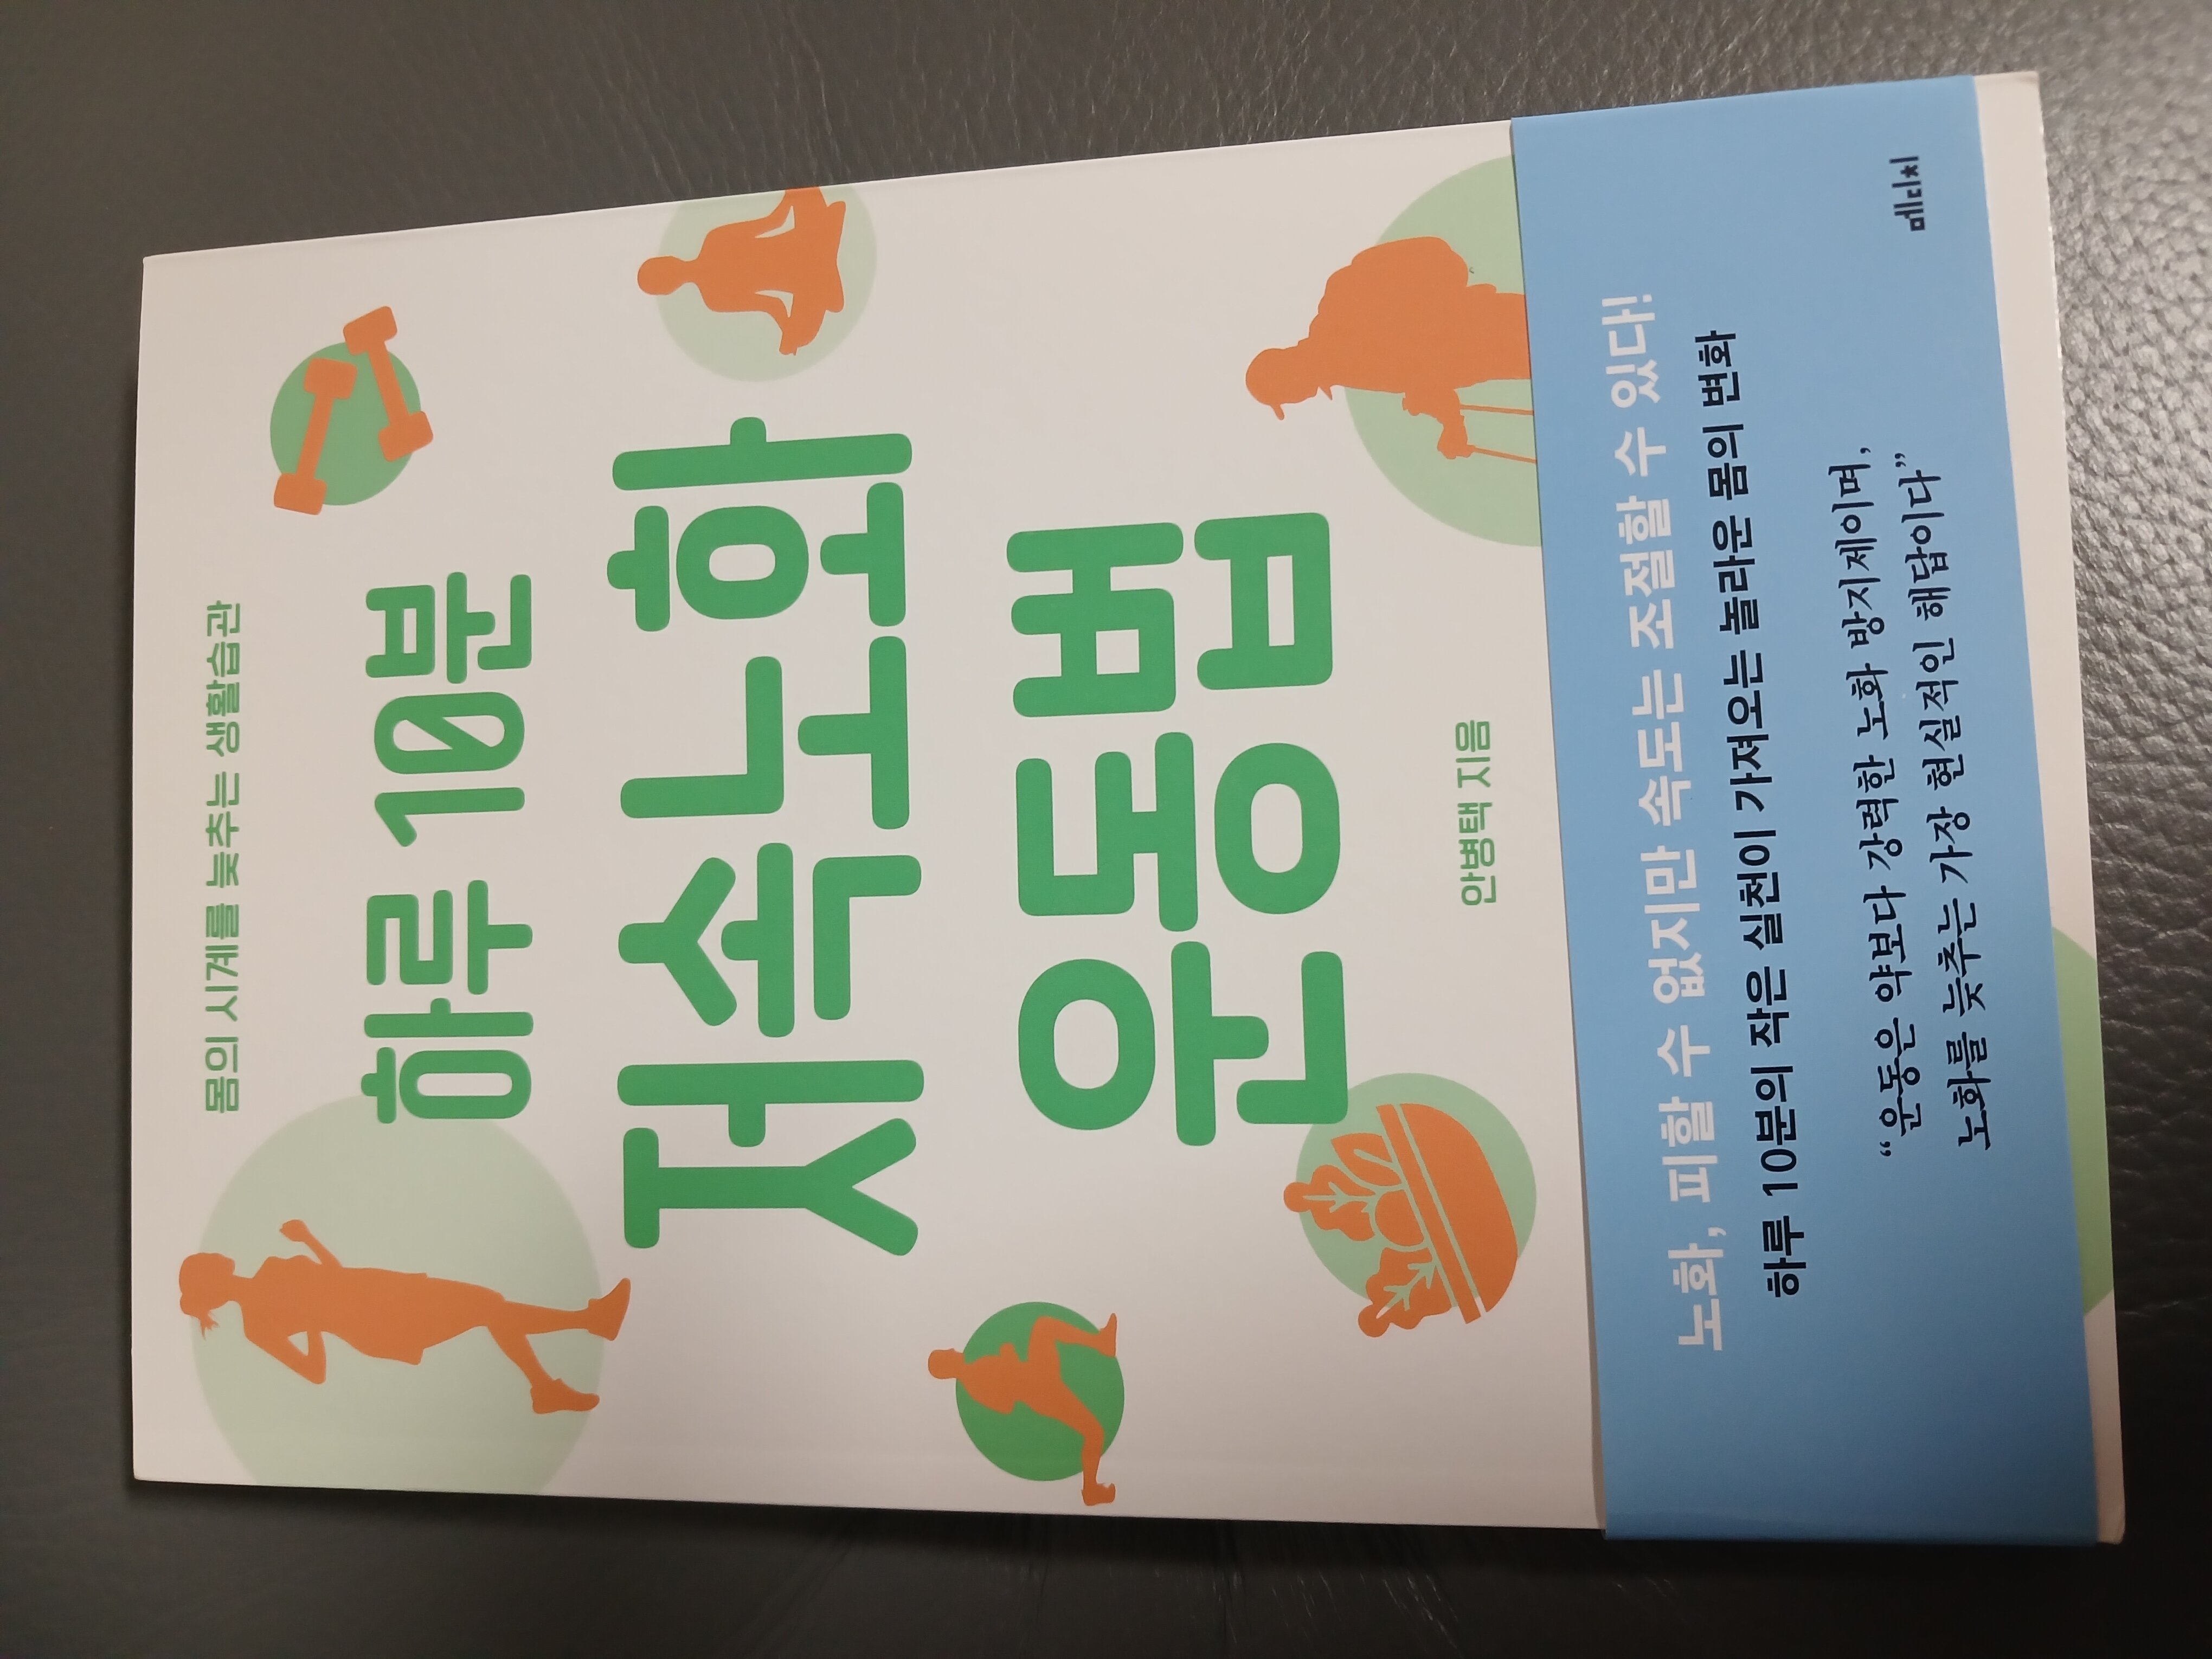 몸의 시계를 늦추는 생활습관
하루 10분
저속노화
운동법
안병택 지음
노화, 피할 수 없지만 속도는 조절할 수 있다!
하루 10분의 작은 실천이 가져오는 놀라운 몸의 변화
“운동은 약보다 강력한 노화 방지제이며,
노화를 늦추는 가장 현실적인 해답이다”
메디치